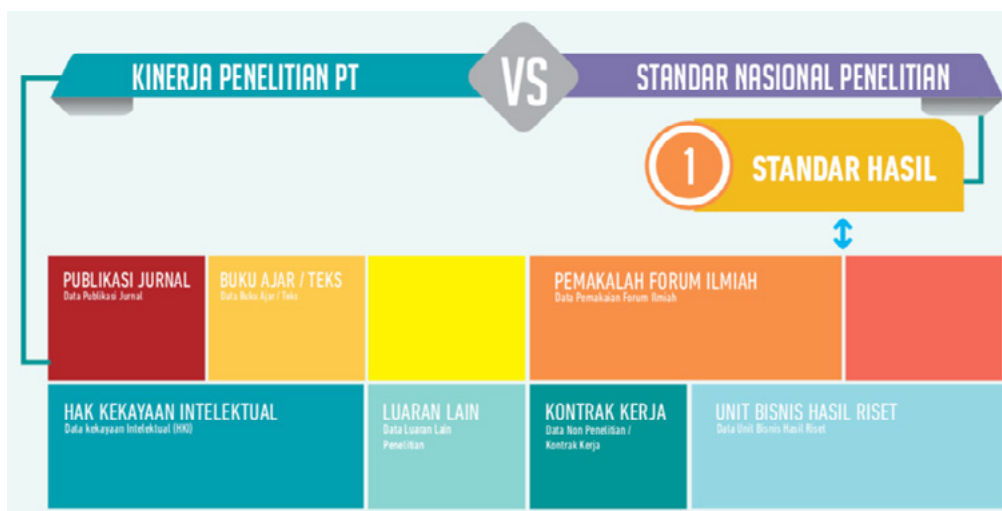 KINERJA PENELITIAN PT
VS
STANDAR NASIONAL PENELITIAN
1
STANDAR HASIL
PUBLIKASI JURNAL
Data Publikasi Jurnal
BUKU AJAR / TEKS
Data Buku Ajar / Teks
PEMAKALAH FORUM ILMIAH
Data Pemakaian Forum Ilmiah
HAK KEKAYAAN INTELEKTUAL
Data kekayaan Intelektual (HKI)
LUARAN LAIN
Data Luaran Lain
Penelitian
KONTRAK KERJA
Data Non Penelitian /
Kontrak Kerja
UNIT BISNIS HASIL RISET
Data Unit Bisnis Hasil Riset